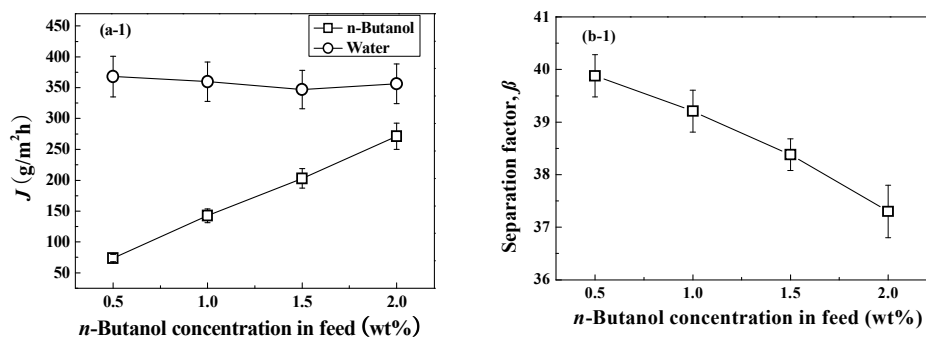 (a-1)
n-Butanol
Water
450
400
350
300
250
200
150
100
50
J (g/m²h)
0.5 1.0 1.5 2.0
n-Butanol concentration in feed (wt%)
(b-1)
41
40
39
38
37
36
Separation factor, β
0.5 1.0 1.5 2.0
n-Butanol concentration in feed (wt%)